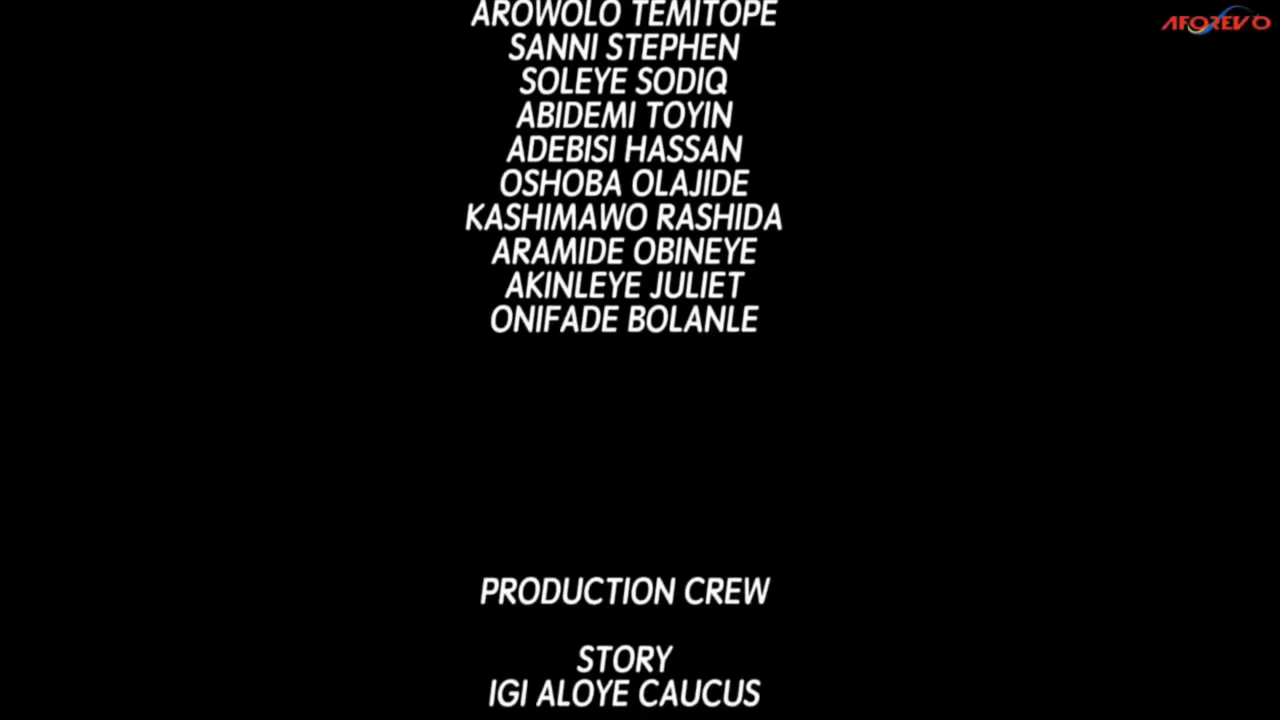 AROWOLO TEMITOPE
AFOREVO
SANNI STEPHEN
SOLEYE SODIQ
ABIDEMI TOYIN
ADEBISI HASSAN
OSHOBA OLAJIDE
KASHIMAWO RASHIDA
ARAMIDE OBINEYE
AKINLEYE JULIET
ONIFADE BOLANLE
PRODUCTION CREW
STORY
IGI ALOYE CAUCUS